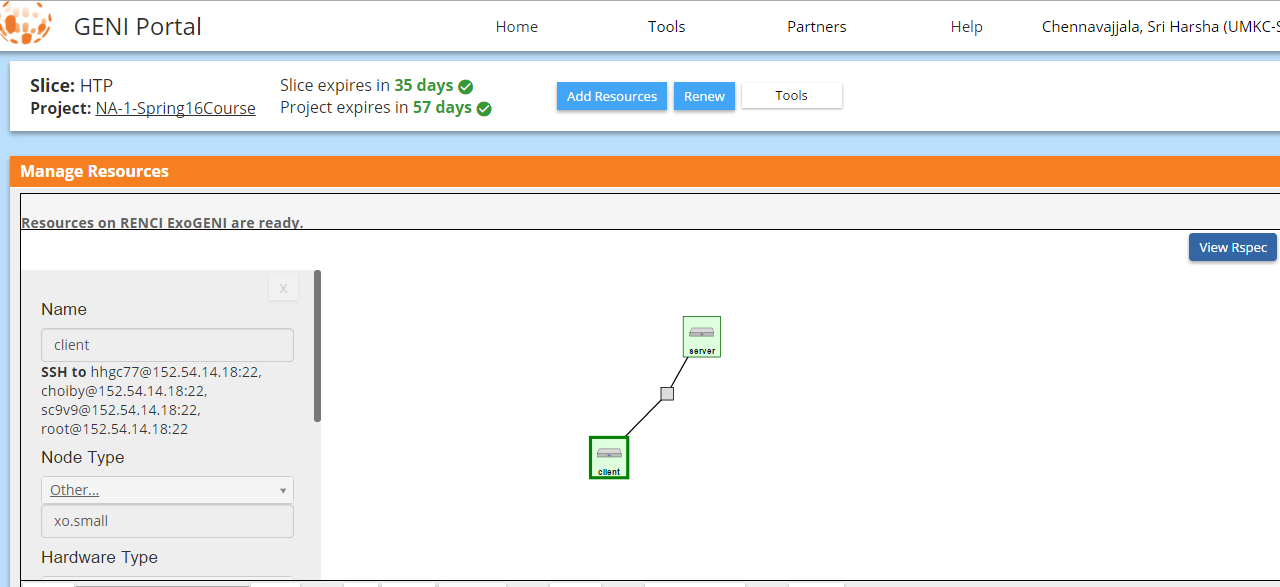 GENI Portal
Home Tools Partners Help Chennavajjala, Sri Harsha (UMKC-S
Slice: HTP
Project: NA-1-Spring16Course
Slice expires in 35 days
Project expires in 57 days
Add Resources Renew Tools
Manage Resources
Resources on RENCI ExoGENI are ready.
View Rspec
x
Name
client
SSH to hhgc77@152.54.14.18:22,
choiby@152.54.14.18:22,
sc9v9@152.54.14.18:22,
root@152.54.14.18:22
Node Type
Other...
xo.small
Hardware Type
server
client